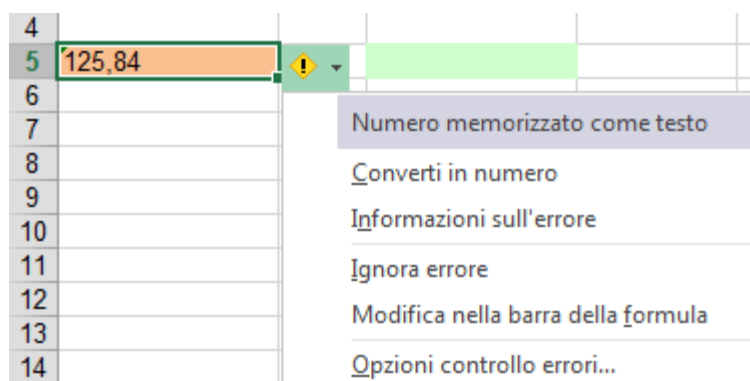 4
5 125,84
6
7 Numero memorizzato come testo
8 Converti in numero
9 Informazioni sull'errore
10
11 Ignora errore
12 Modifica nella barra della formula
13
14 Opzioni controllo errori...